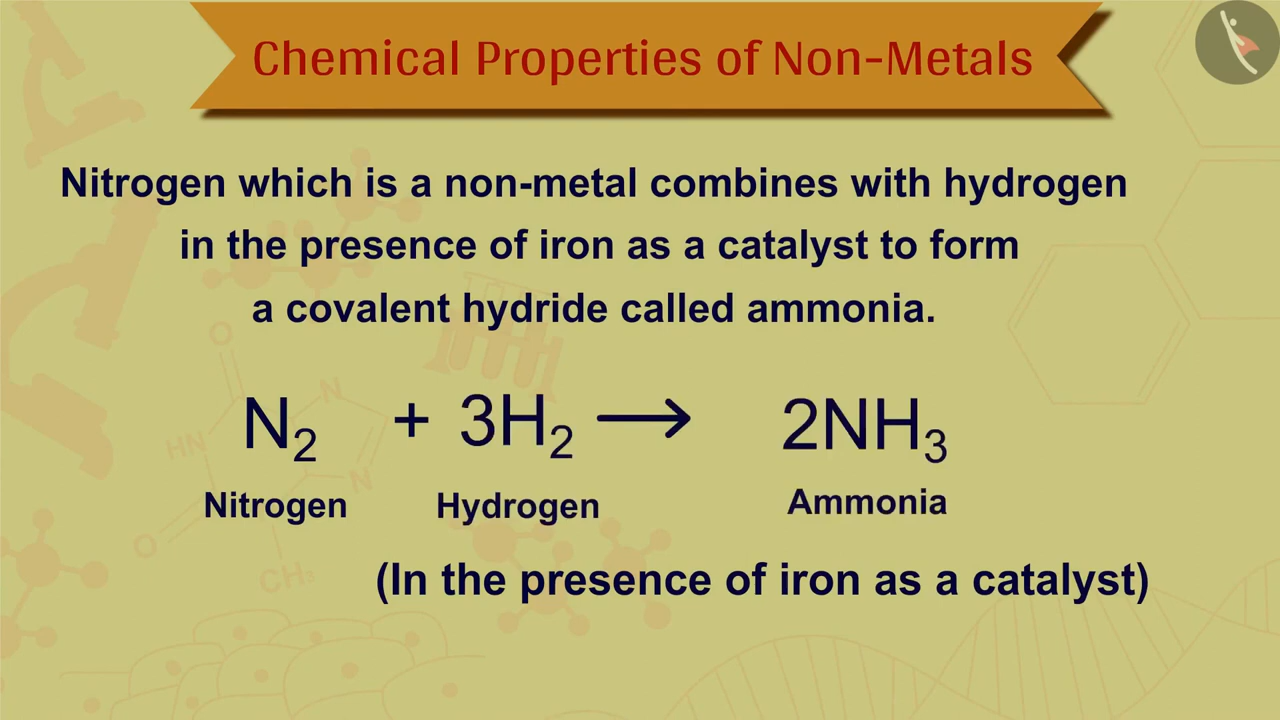 Chemical Properties of Non-Metals
Nitrogen which is a non-metal combines with hydrogen
in the presence of iron as a catalyst to form
a covalent hydride called ammonia.
N₂ + 3H₂ ⟶ 2NH₃
Nitrogen Hydrogen Ammonia
(In the presence of iron as a catalyst)
O
N
HN
N
O
CH₃